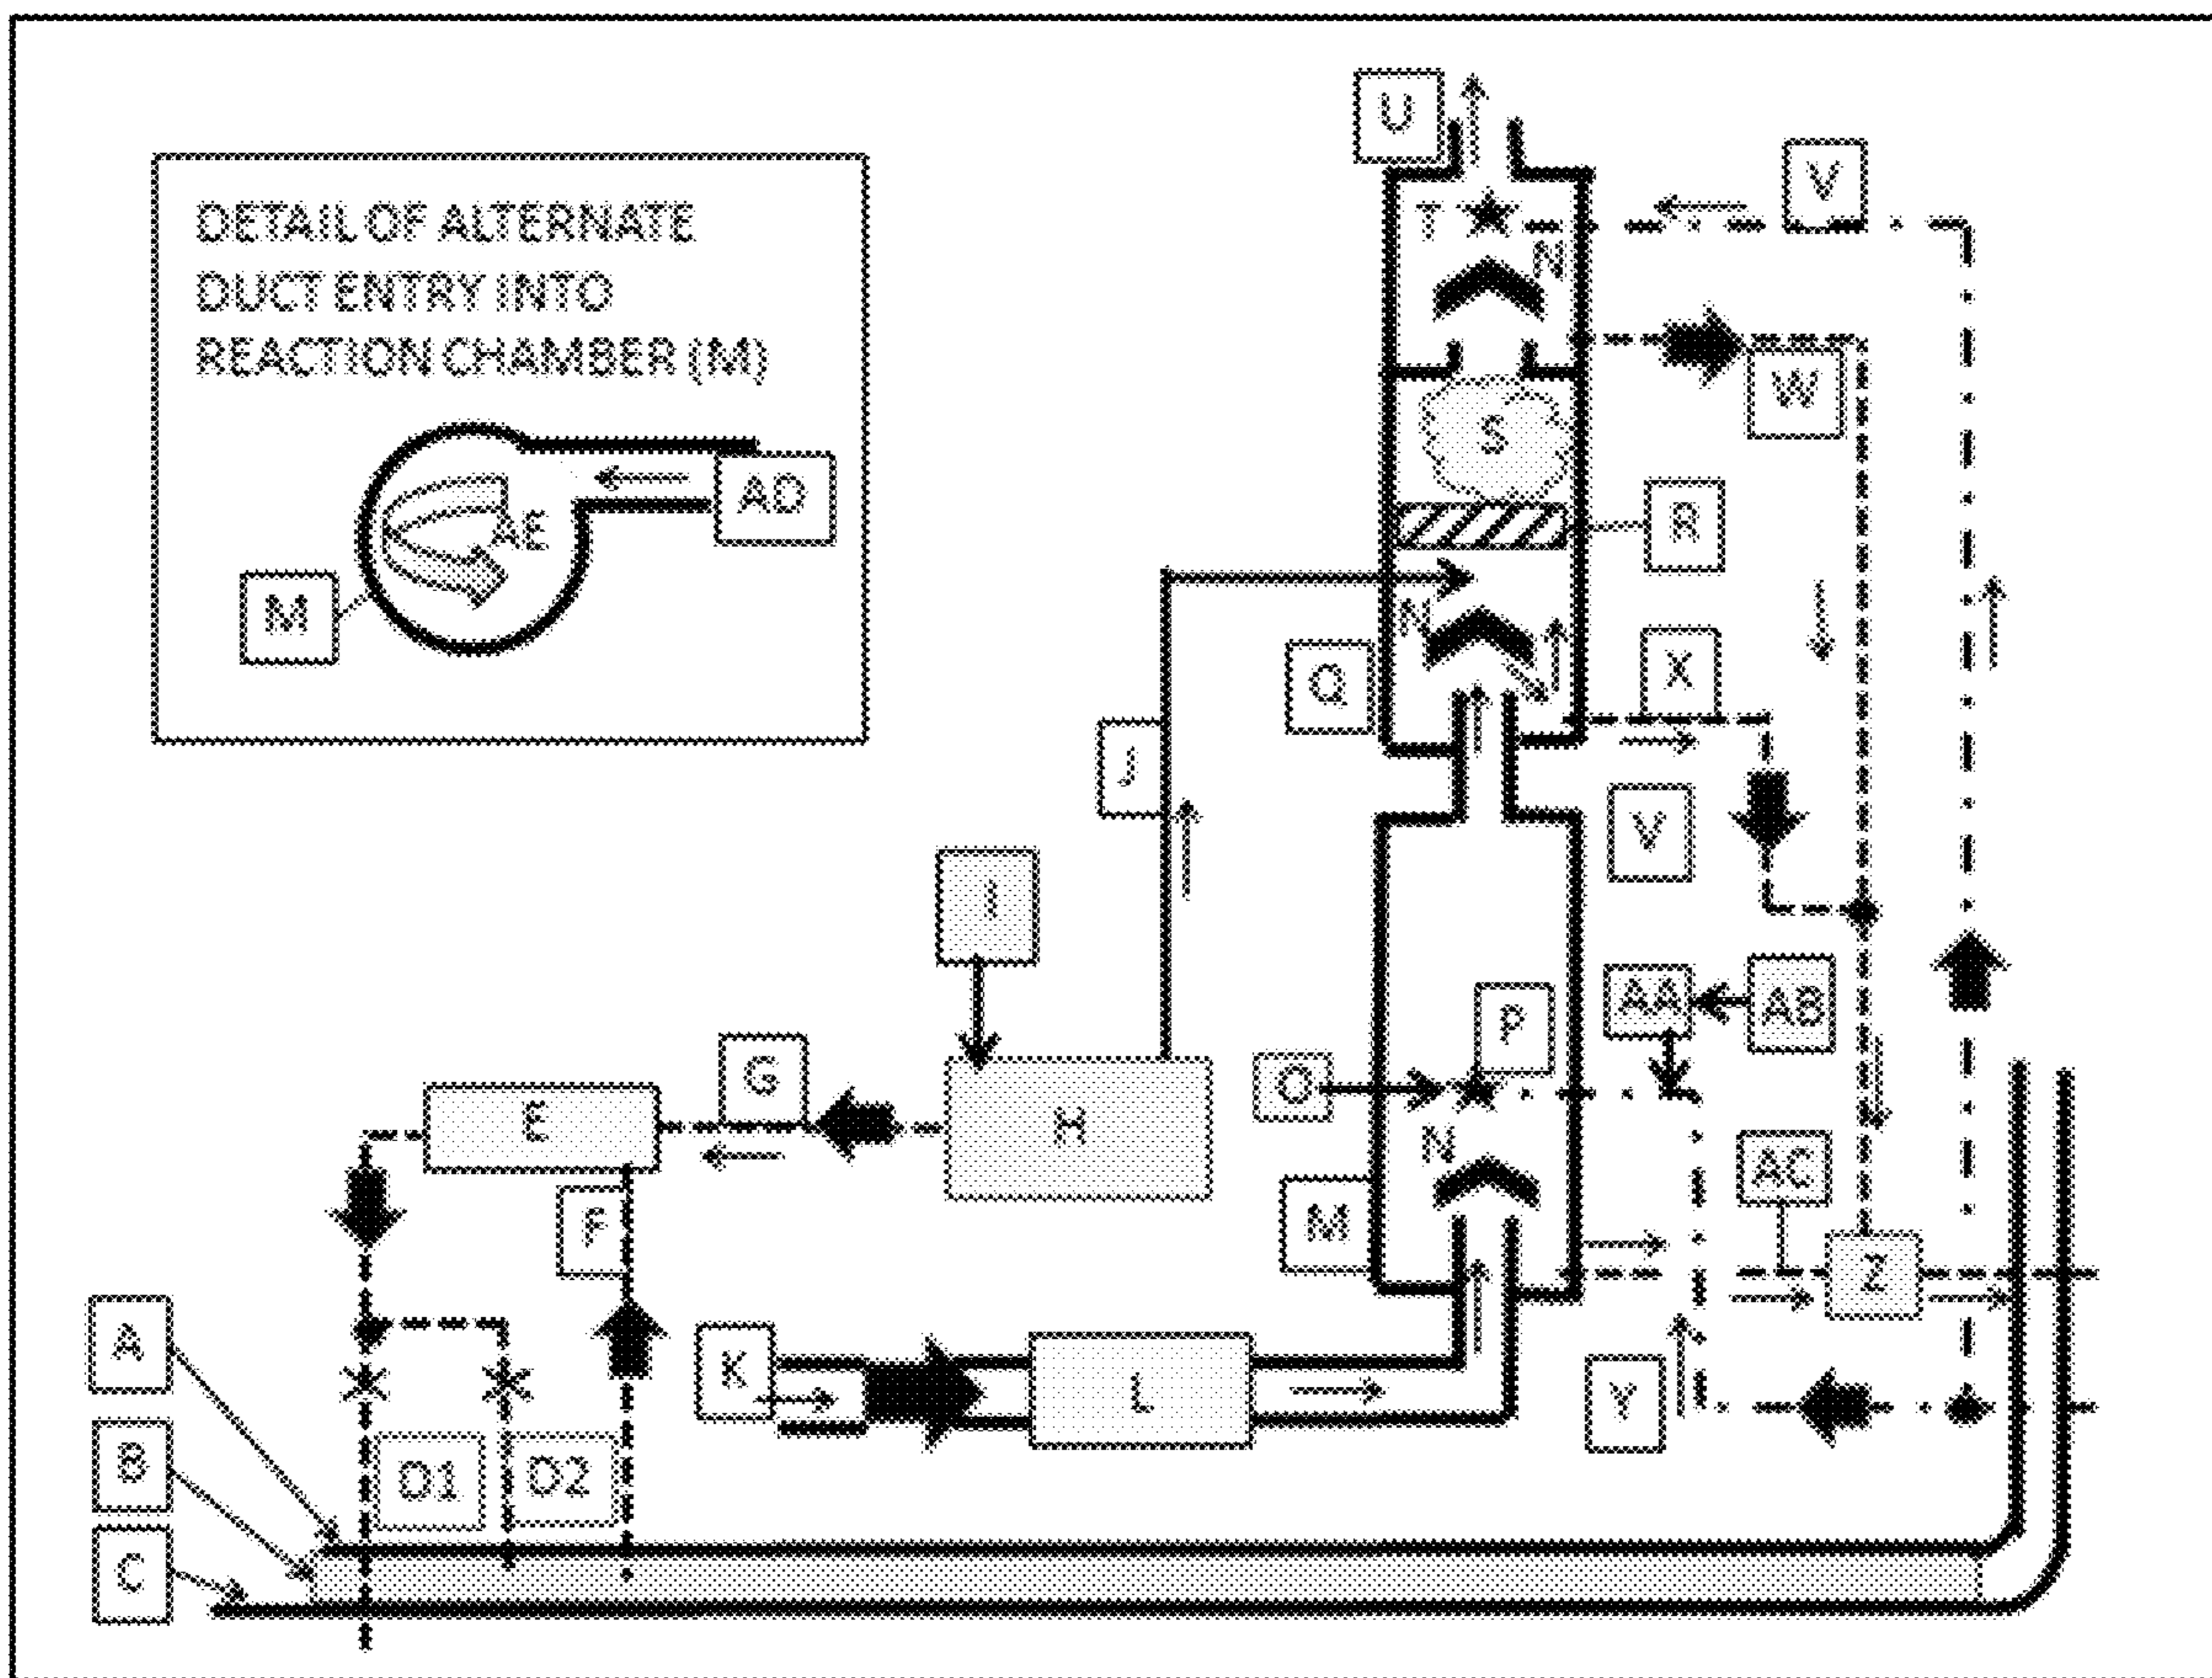 U
V
DETAIL OF ALTERNATE
DUCT ENTRY INTO
REACTION CHAMBER (M)
T
N
W
S
AD
AE
R
M
N
Q
X
J
V
I
AA
AB
P
G
O
E
H
N
AC
F
M
Z
A
K
L
Y
B
D1
D2
C